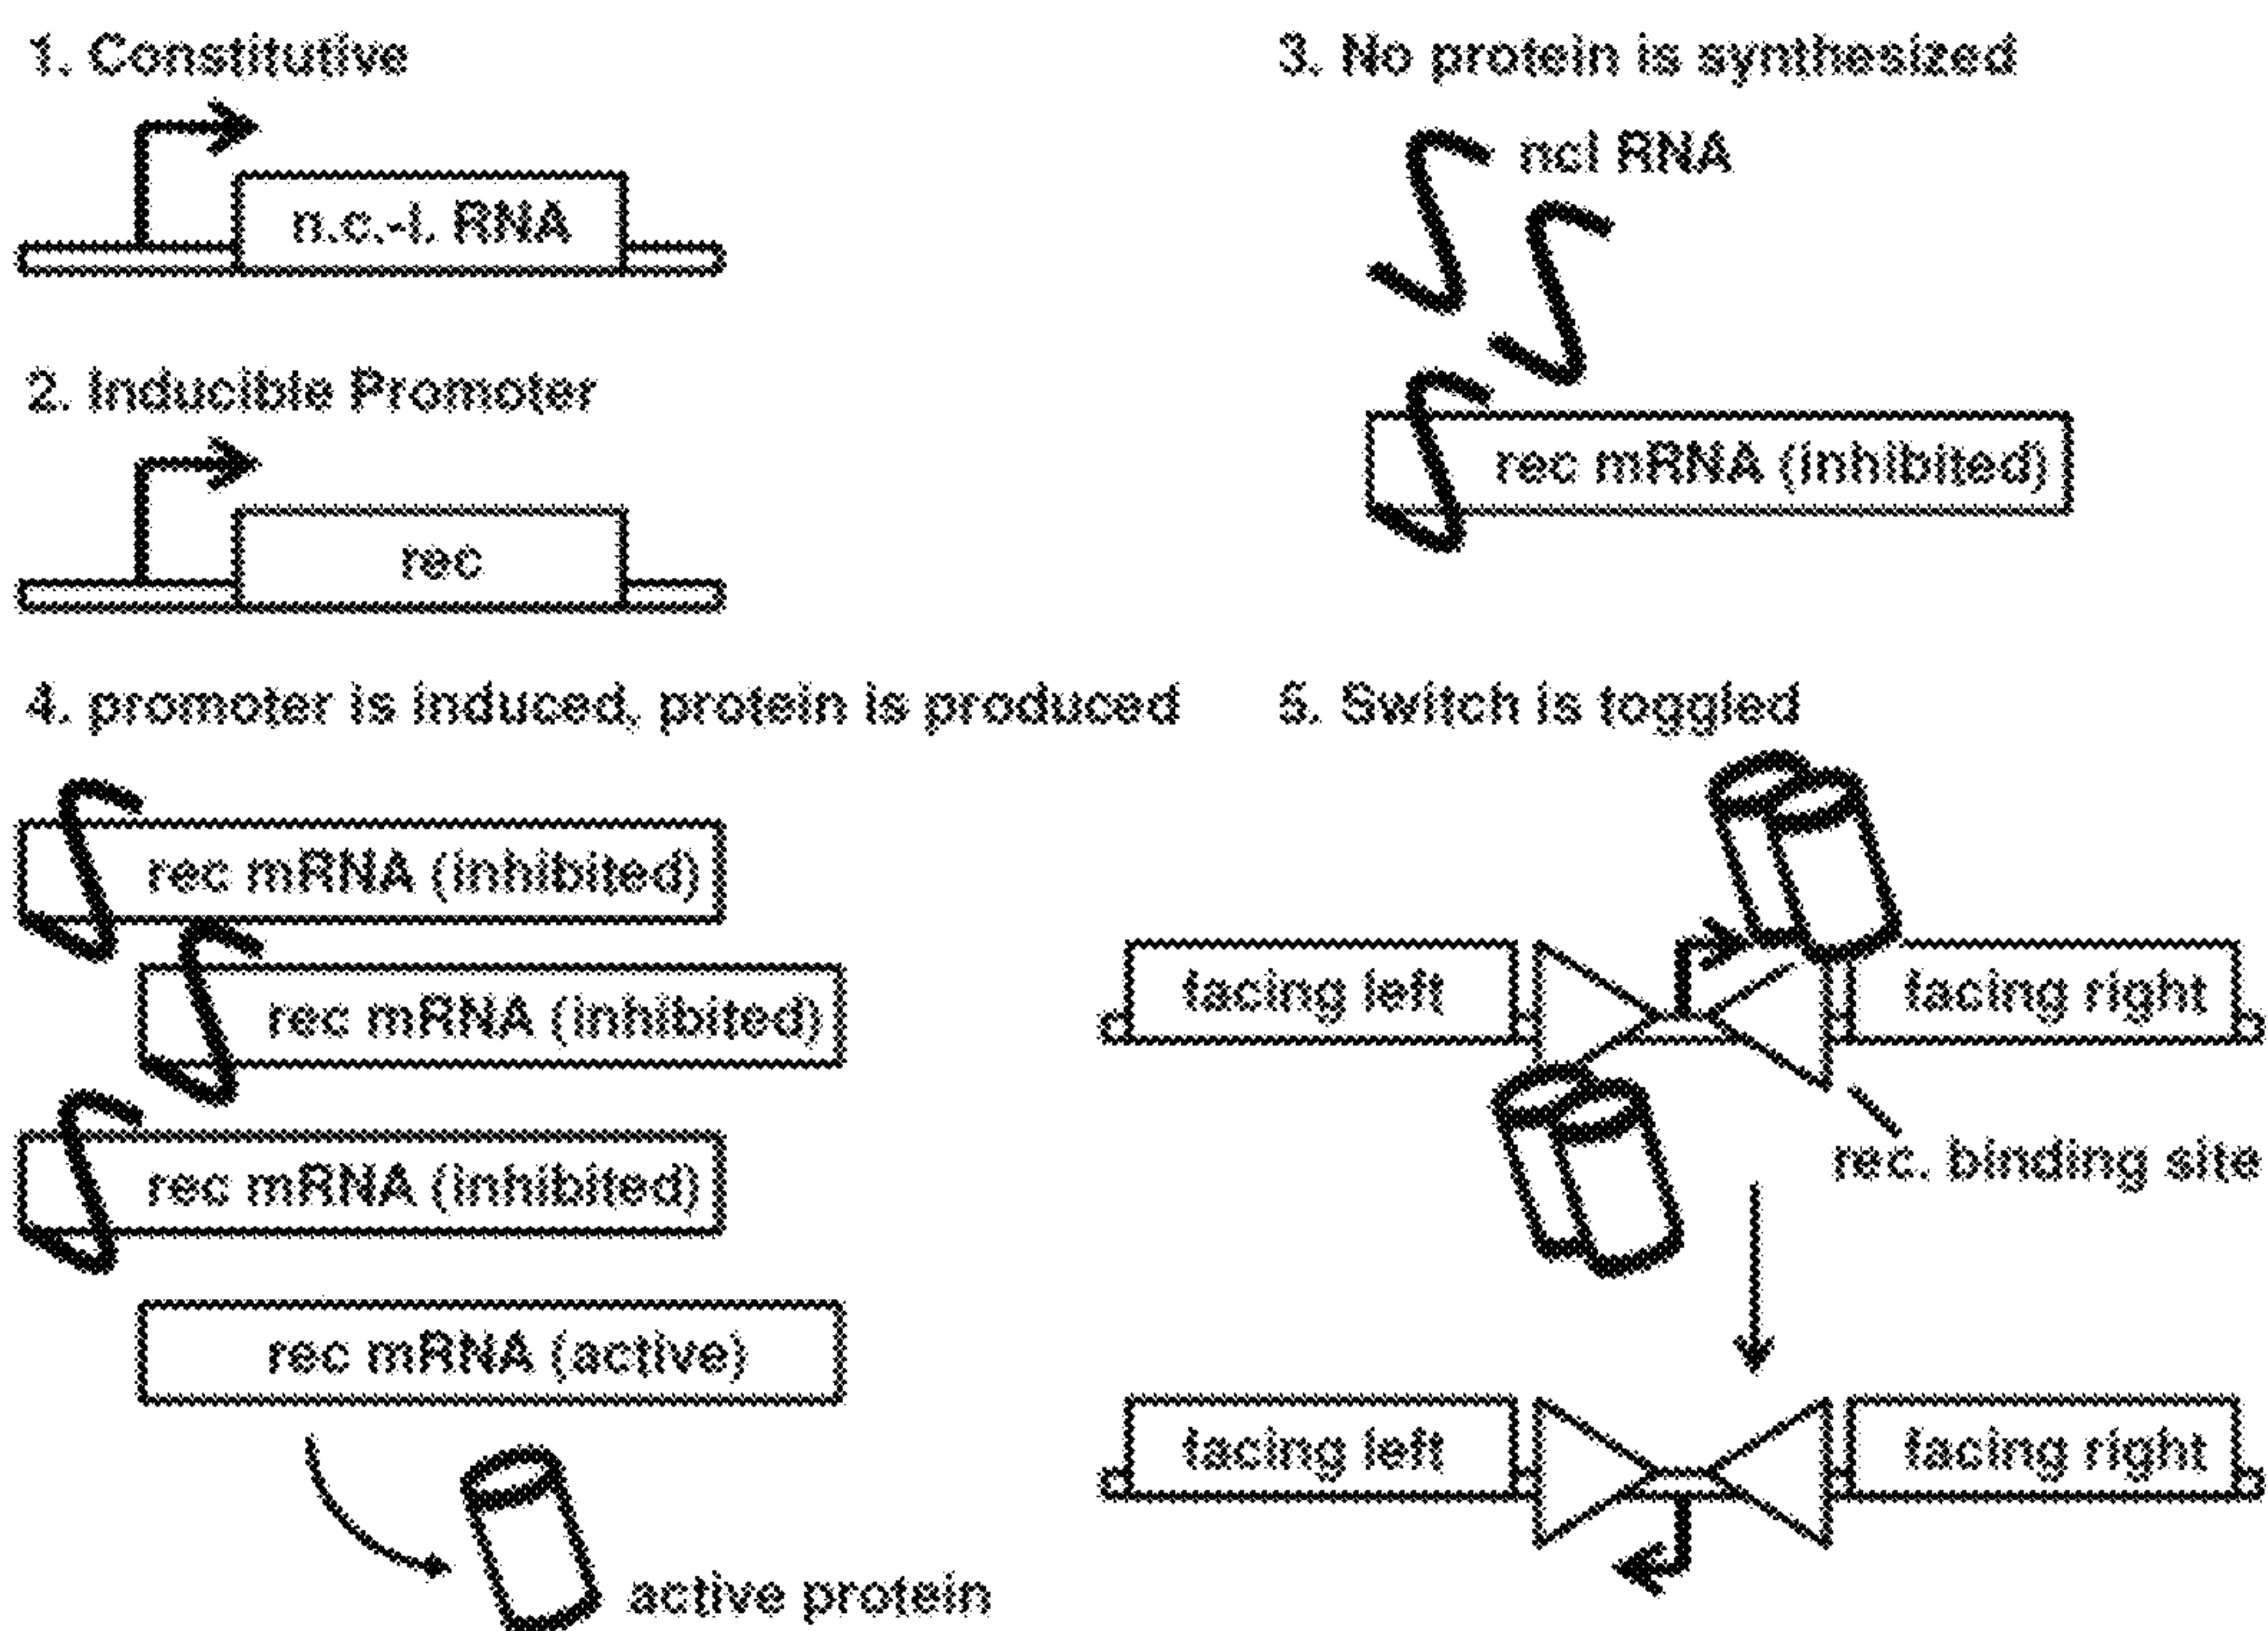 1. Constitutive
n.c.-i. RNA
2. Inducible Promoter
rec
3. No protein is synthesized
nci RNA
rec mRNA (inhibited)
4. promoter is induced, protein is produced
rec mRNA (inhibited)
rec mRNA (inhibited)
rec mRNA (inhibited)
rec mRNA (active)
active protein
5. Switch is toggled
facing left
facing right
rec. binding site
facing left
facing right